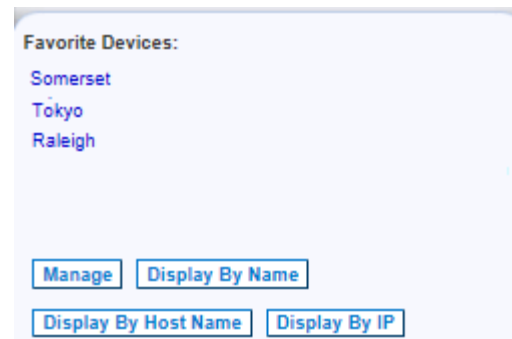 Favorite Devices:
Somerset
Tokyo
Raleigh
Manage Display By Name
Display By Host Name Display By IP